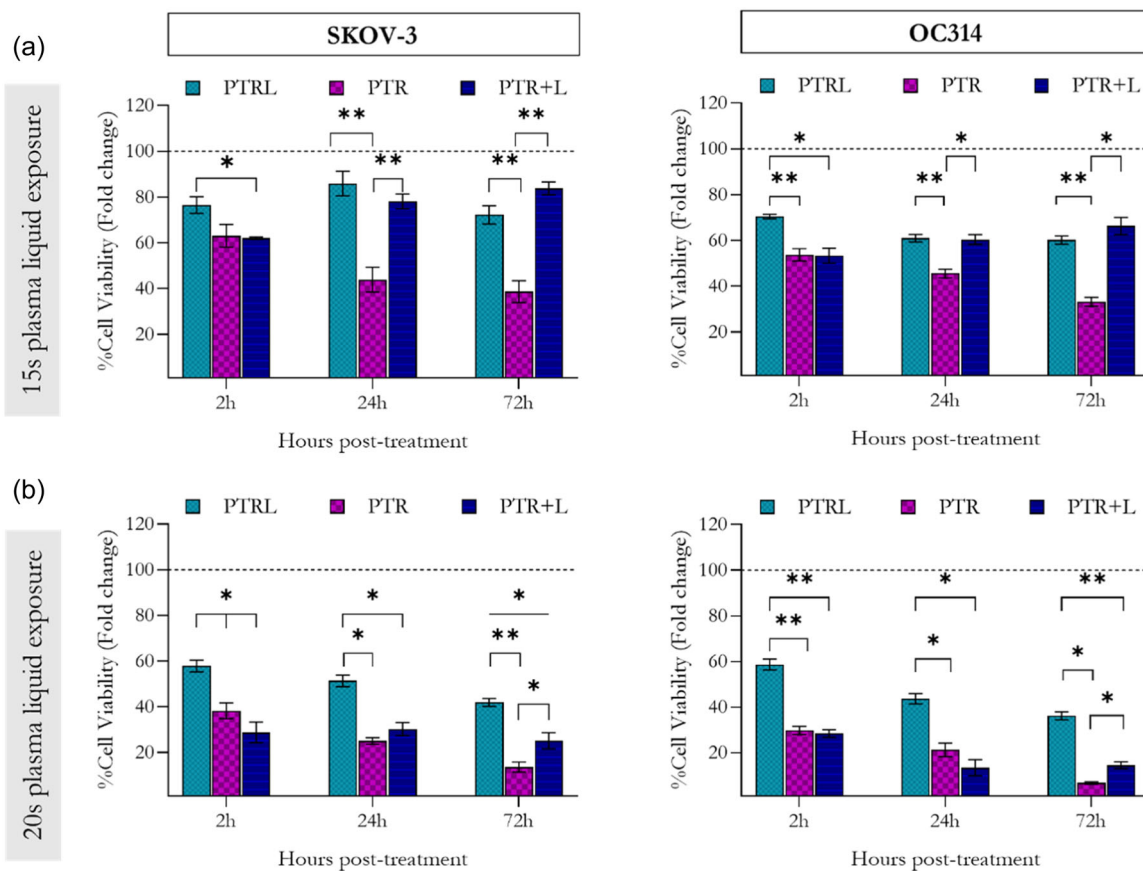 (a)
SKOV-3
OC314
15s plasma liquid exposure
PTRL PTR PTR+L
%Cell Viability (Fold change)
120
100
80
60
40
20
** **
*
** **
2h 24h 72h
Hours post-treatment
PTRL PTR PTR+L
%Cell Viability (Fold change)
120
100
80
60
40
20
* * *
** ** **
2h 24h 72h
Hours post-treatment
(b)
20s plasma liquid exposure
PTRL PTR PTR+L
%Cell Viability (Fold change)
120
100
80
60
40
20
* * *
* **
*
2h 24h 72h
Hours post-treatment
PTRL PTR PTR+L
%Cell Viability (Fold change)
120
100
80
60
40
20
** * **
** * *
*
2h 24h 72h
Hours post-treatment